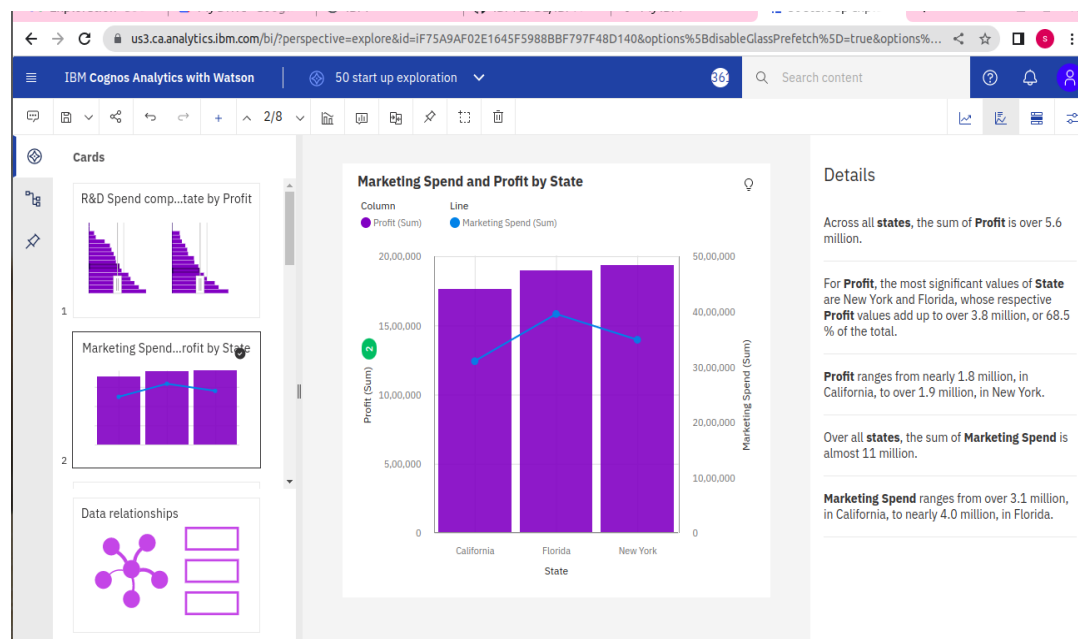 us3.ca.analytics.ibm.com/bi/?perspective=explore&id=iF75A9AF02E1645F5988BBF797F48D140&options%5BdisableGlassPrefetch%5D=true&options%...
S
IBM Cognos Analytics with Watson
50 start up exploration
Search content
2/8
Cards
R&D Spend comp...tate by Profit
1
Marketing Spend...rofit by State
2
Data relationships
Marketing Spend and Profit by State
Column
Line
Profit (Sum)
Marketing Spend (Sum)
20,00,000
15,00,000
10,00,000
5,00,000
0
Profit (Sum)
2
50,00,000
40,00,000
30,00,000
20,00,000
10,00,000
0
Marketing Spend (Sum)
California
Florida
New York
State
Details
Across all states, the sum of Profit is over 5.6
million.
For Profit, the most significant values of State
are New York and Florida, whose respective
Profit values add up to over 3.8 million, or 68.5
% of the total.
Profit ranges from nearly 1.8 million, in
California, to over 1.9 million, in New York.
Over all states, the sum of Marketing Spend is
almost 11 million.
Marketing Spend ranges from over 3.1 million,
in California, to nearly 4.0 million, in Florida.